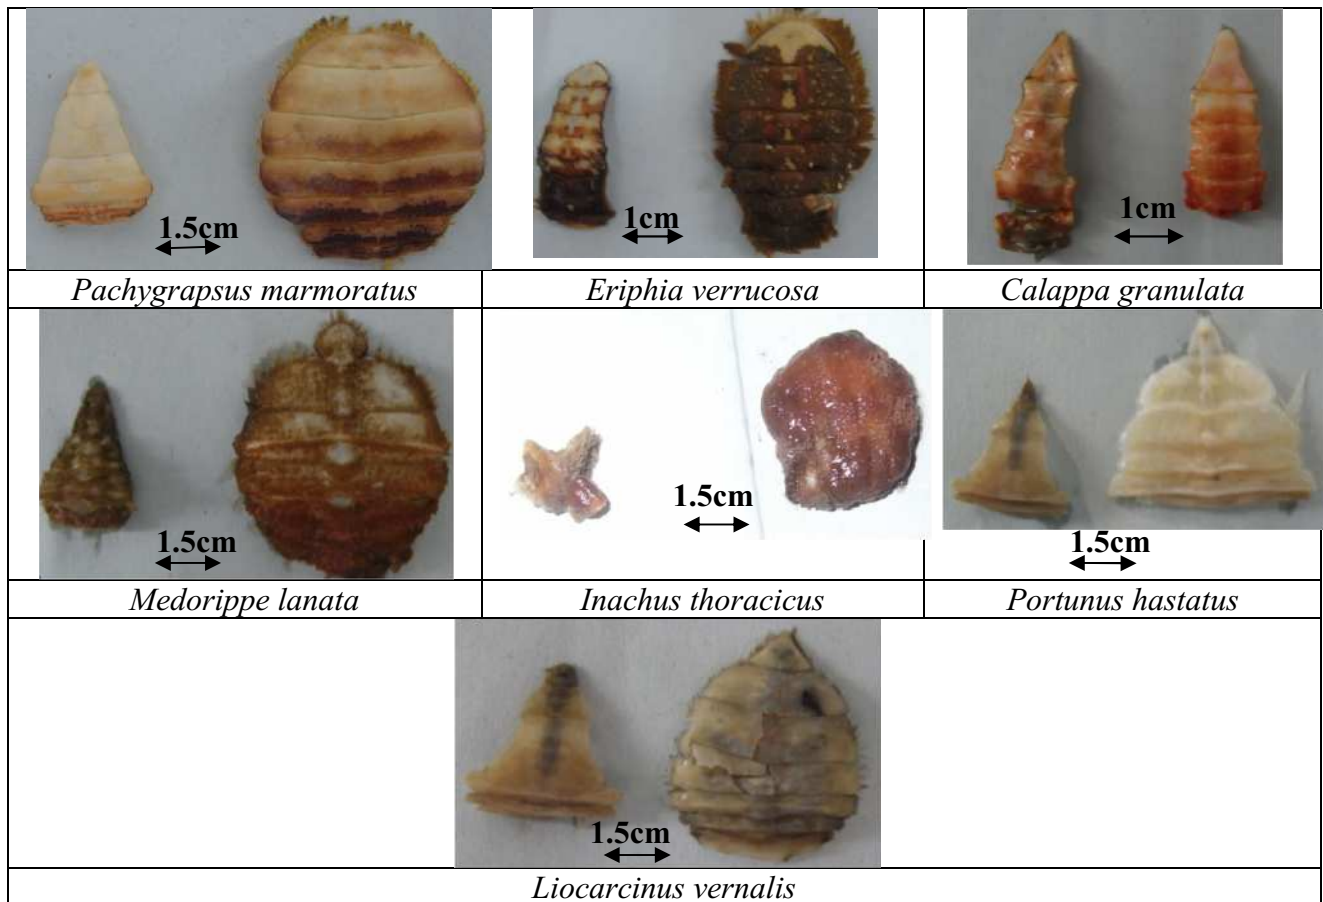 1.5cm
1cm
1cm
Pachygrapsus marmoratus
Eriphia verrucosa
Calappa granulata
1.5cm
1.5cm
1.5cm
Medorippe lanata
Inachus thoracicus
Portunus hastatus
1.5cm
Liocarcinus vernalis